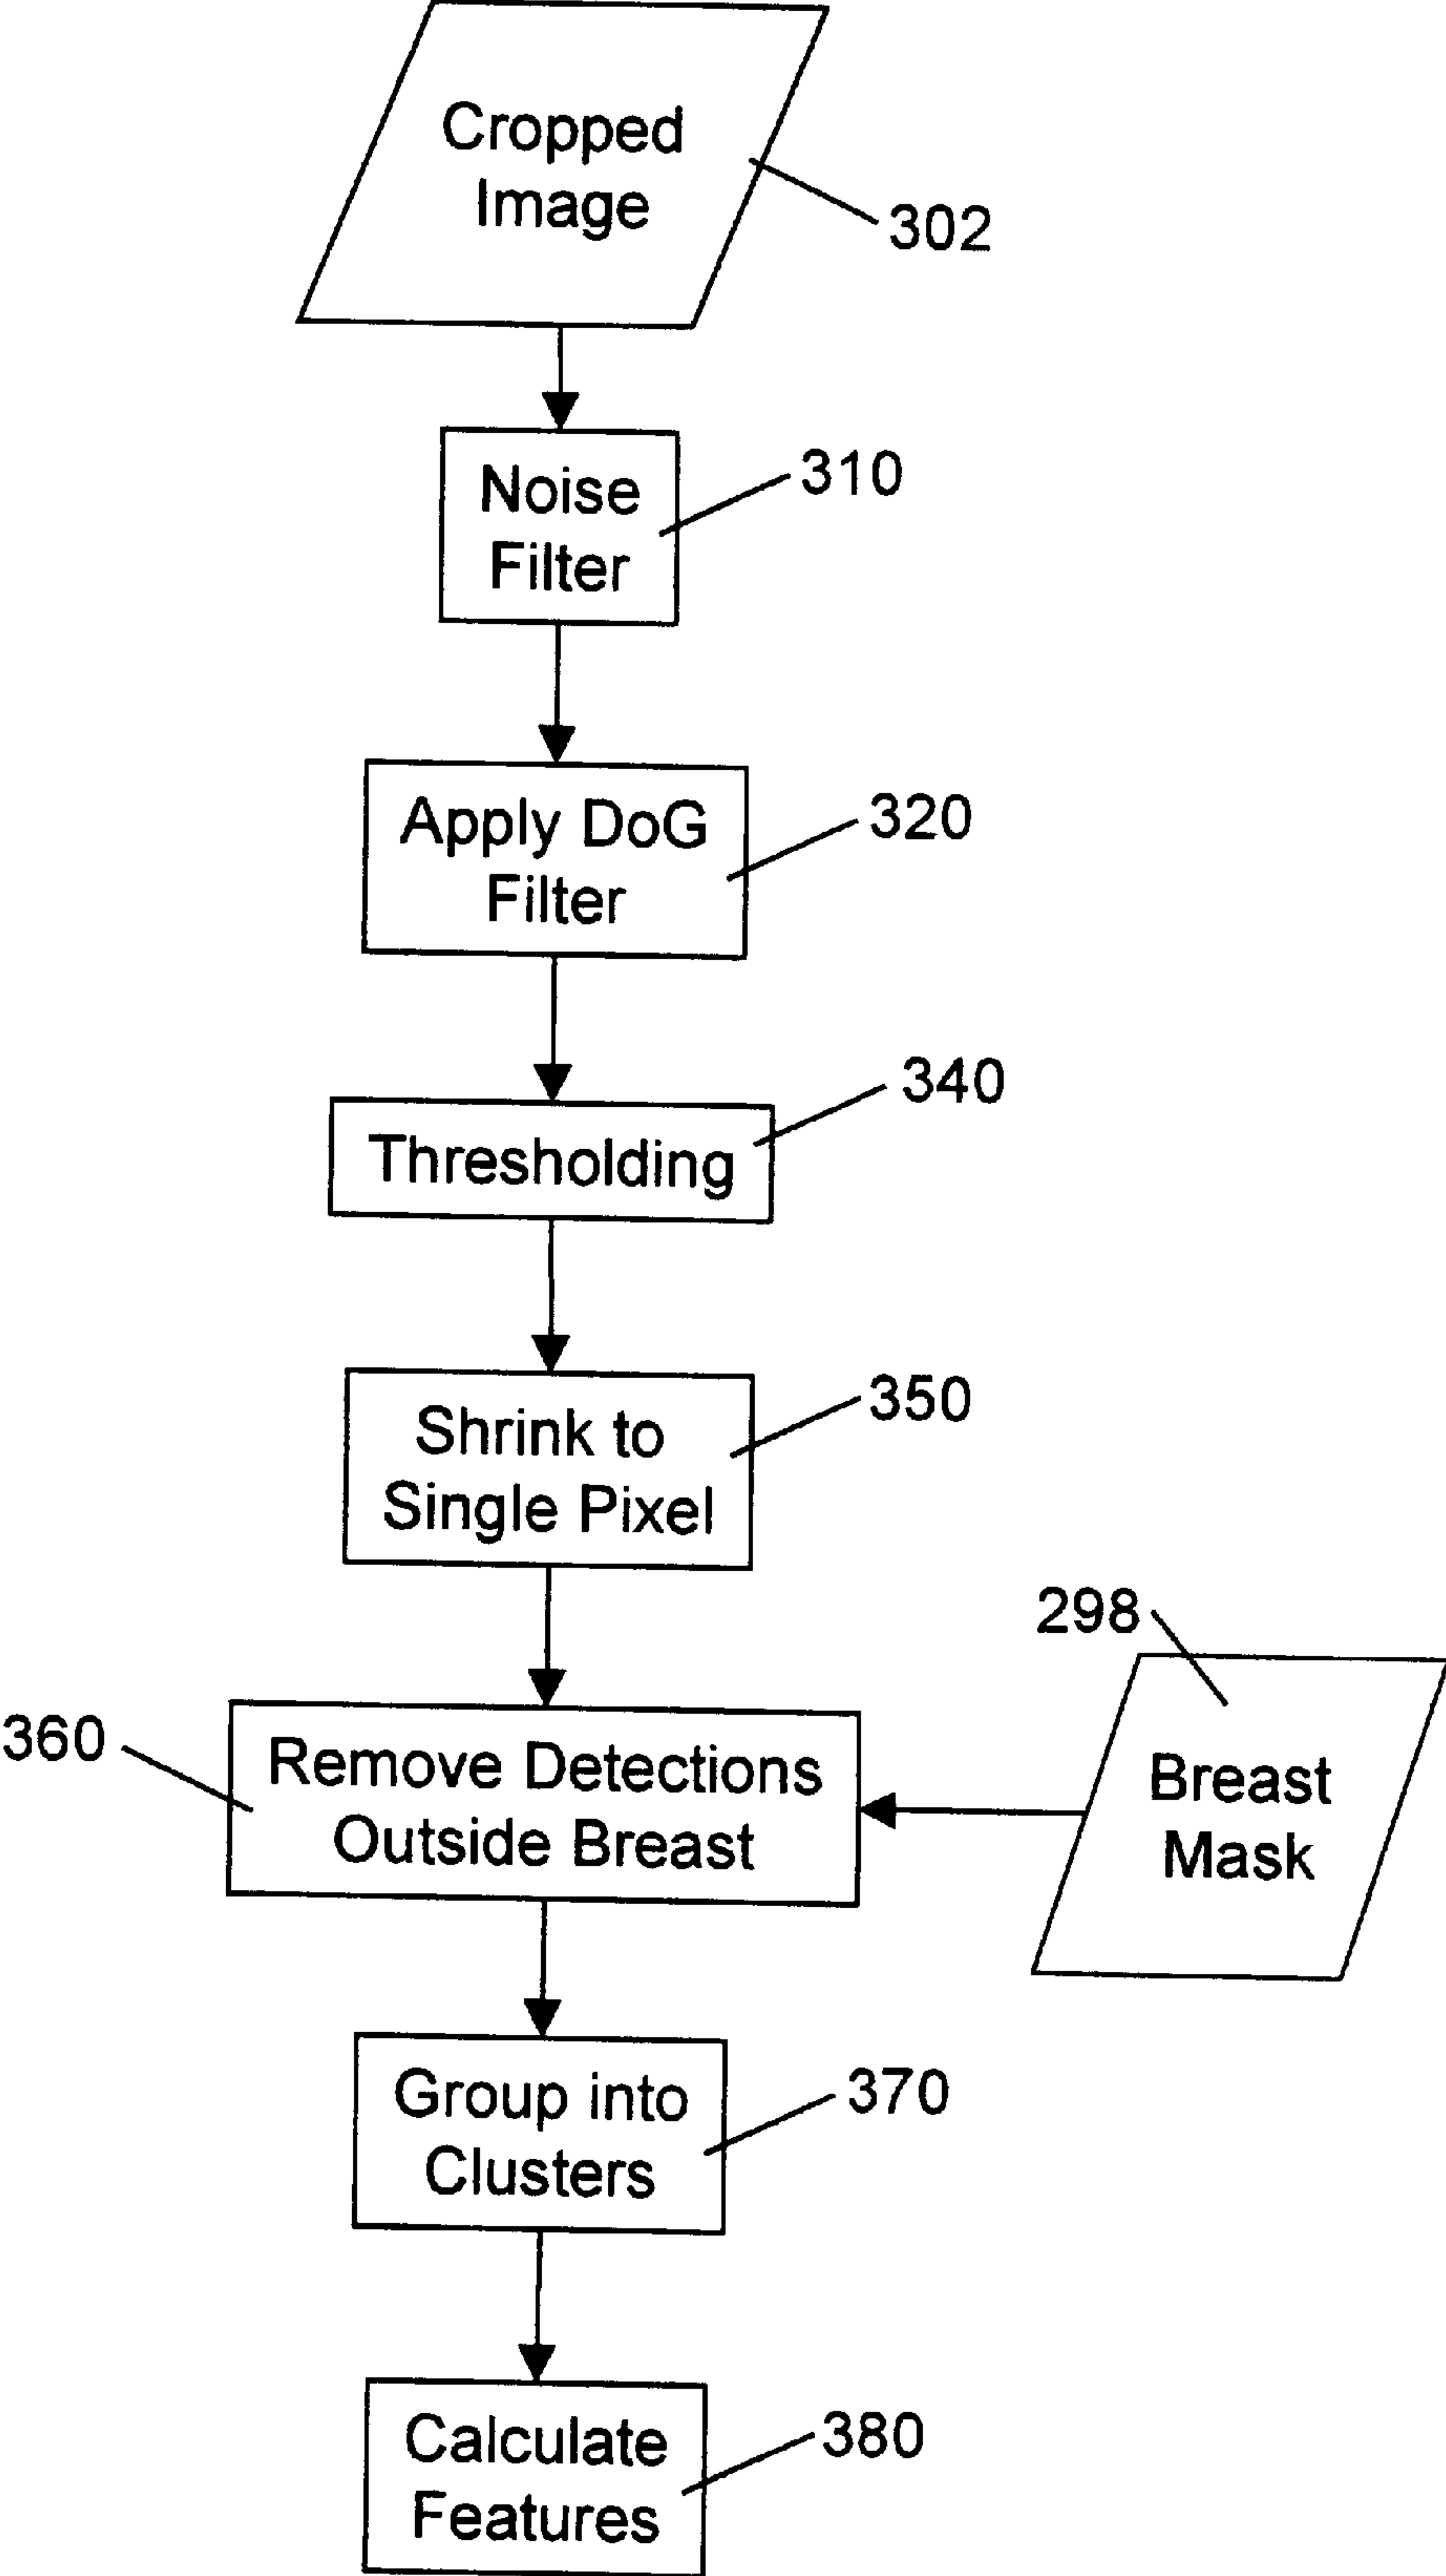 Cropped
Image
302
Noise
Filter
310
Apply DoG
Filter
320
340
Thresholding
Shrink to
Single Pixel
350
298
360
Remove Detections
Outside Breast
Breast
Mask
Group into
Clusters
370
Calculate
Features
380